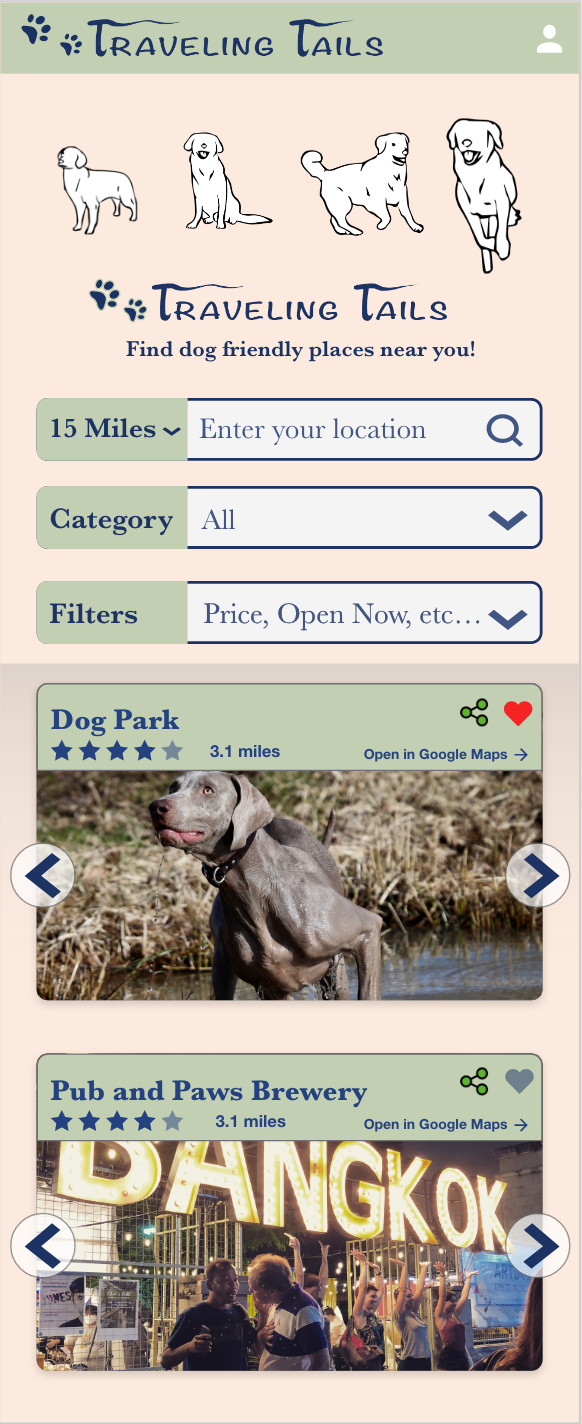 Traveling Tails
Traveling Tails
Find dog friendly places near you!
15 Miles Enter your location
Category All
Filters Price, Open Now, etc...
Dog Park
3.1 miles Open in Google Maps →
Pub and Paws Brewery
3.1 miles Open in Google Maps →
BANGKOK